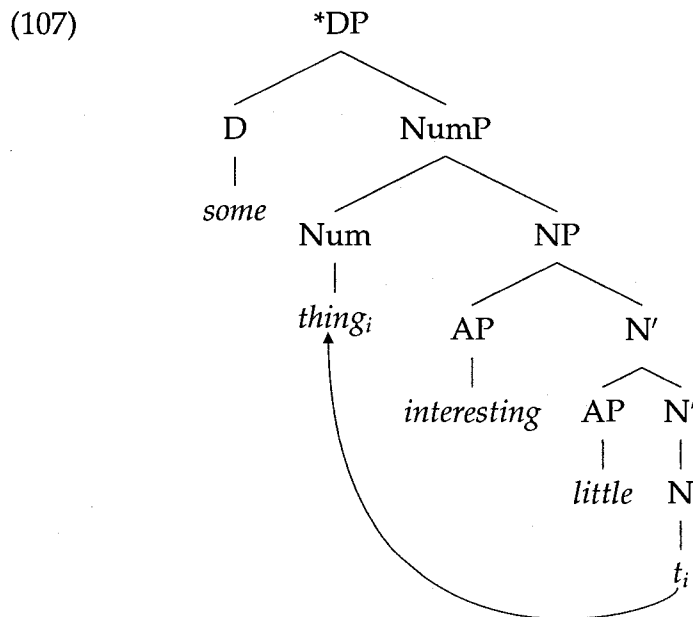 (107) *DP
D NumP
some
Num NP
thingᵢ AP N′
interesting AP N′
little N
tᵢ